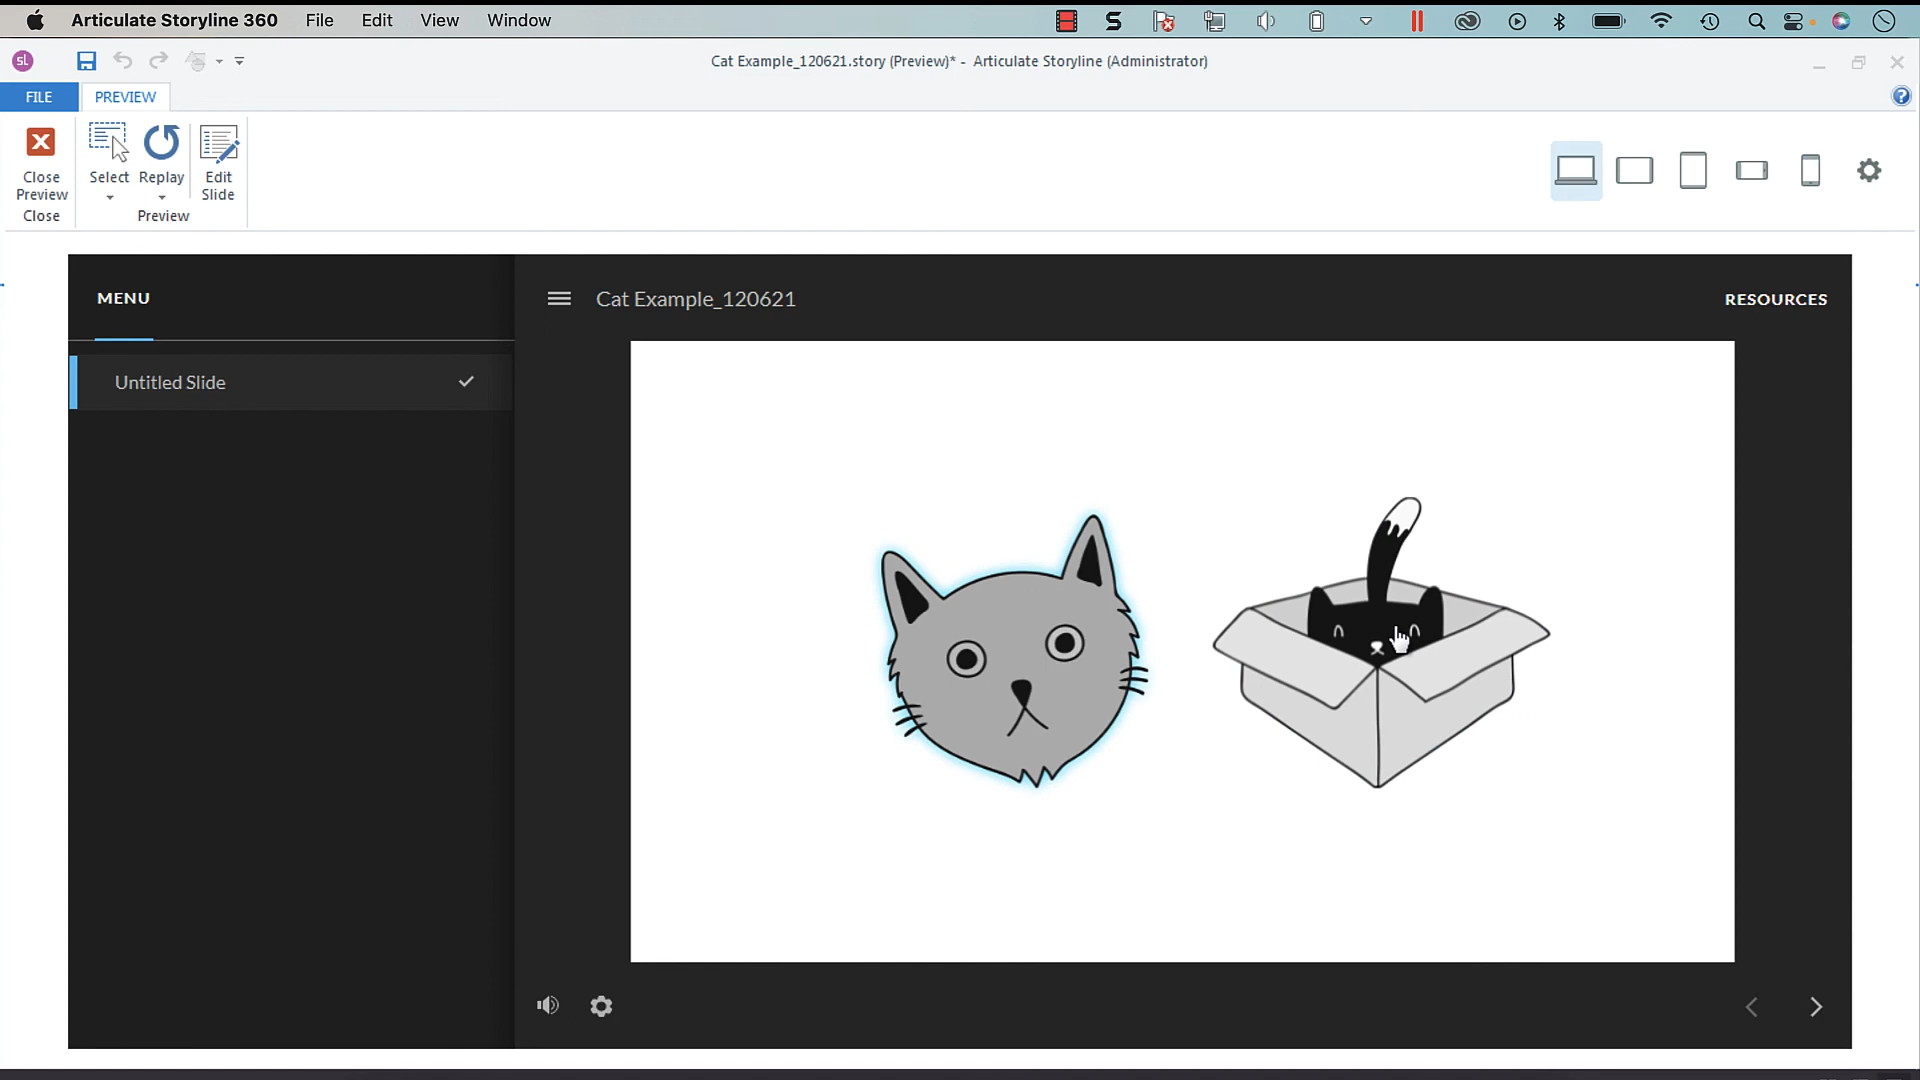 Articulate Storyline 360 File Edit View Window
SL
Cat Example_120621.story (Preview)* - Articulate Storyline (Administrator)
FILE PREVIEW
Close Preview
Select
Replay
Edit Slide
Close
Preview
MENU
Cat Example_120621
RESOURCES
Untitled Slide